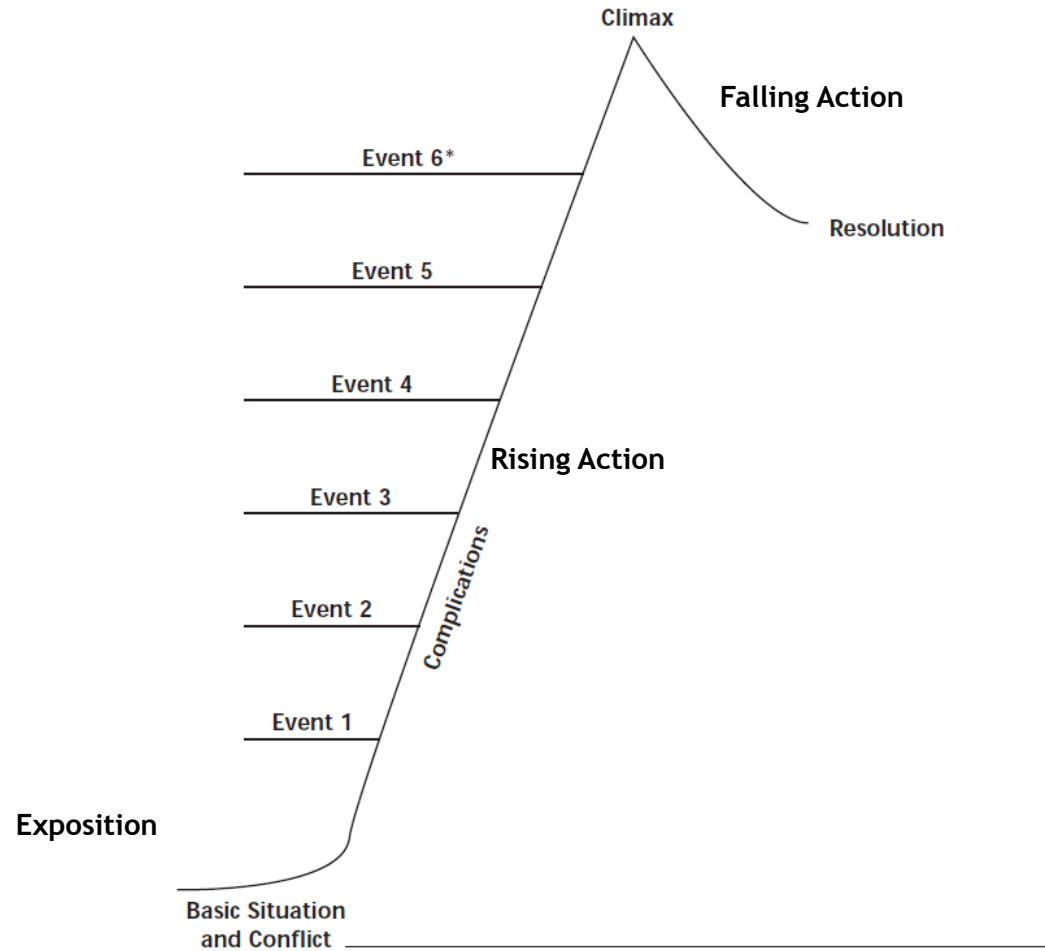 Climax
Falling Action
Event 6*
Resolution
Event 5
Event 4
Rising Action
Event 3
Complications
Event 2
Event 1
Exposition
Basic Situation
and Conflict